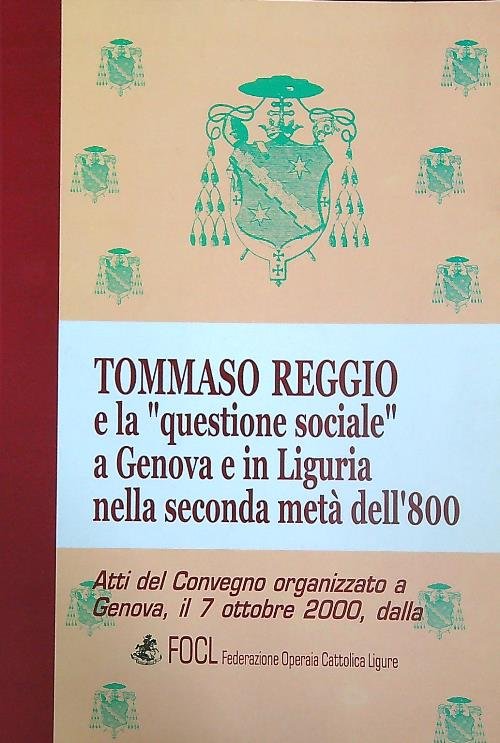 TOMMASO REGGIO
e la "questione sociale"
a Genova e in Liguria
nella seconda metà dell'800
Atti del Convegno organizzato a
Genova, il 7 ottobre 2000, dalla
FOCL Federazione Operaia Cattolica Ligure